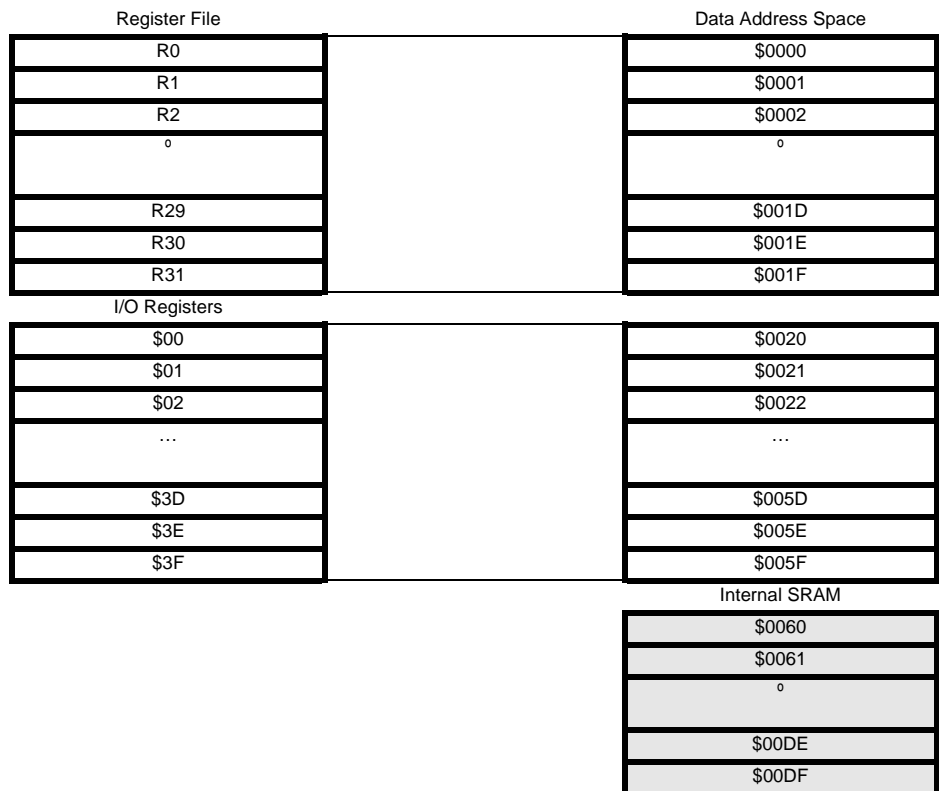 Register File Data Address Space
R0 $0000
R1 $0001
R2 $0002
o o
R29 $001D
R30 $001E
R31 $001F
I/O Registers
$00 $0020
$01 $0021
$02 $0022
... ...
$3D $005D
$3E $005E
$3F $005F
Internal SRAM
$0060
$0061
o
$00DE
$00DF